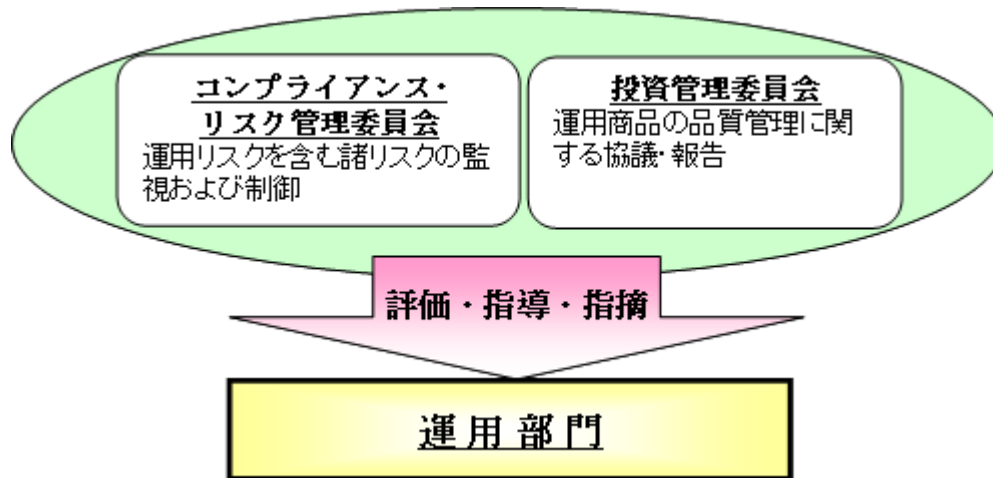 コンプライアンス・
リスク管理委員会
運用リスクを含む諸リスクの監
視および制御
投資管理委員会
運用商品の品質管理に関
する協議・報告
評価・指導・指摘
運用部門